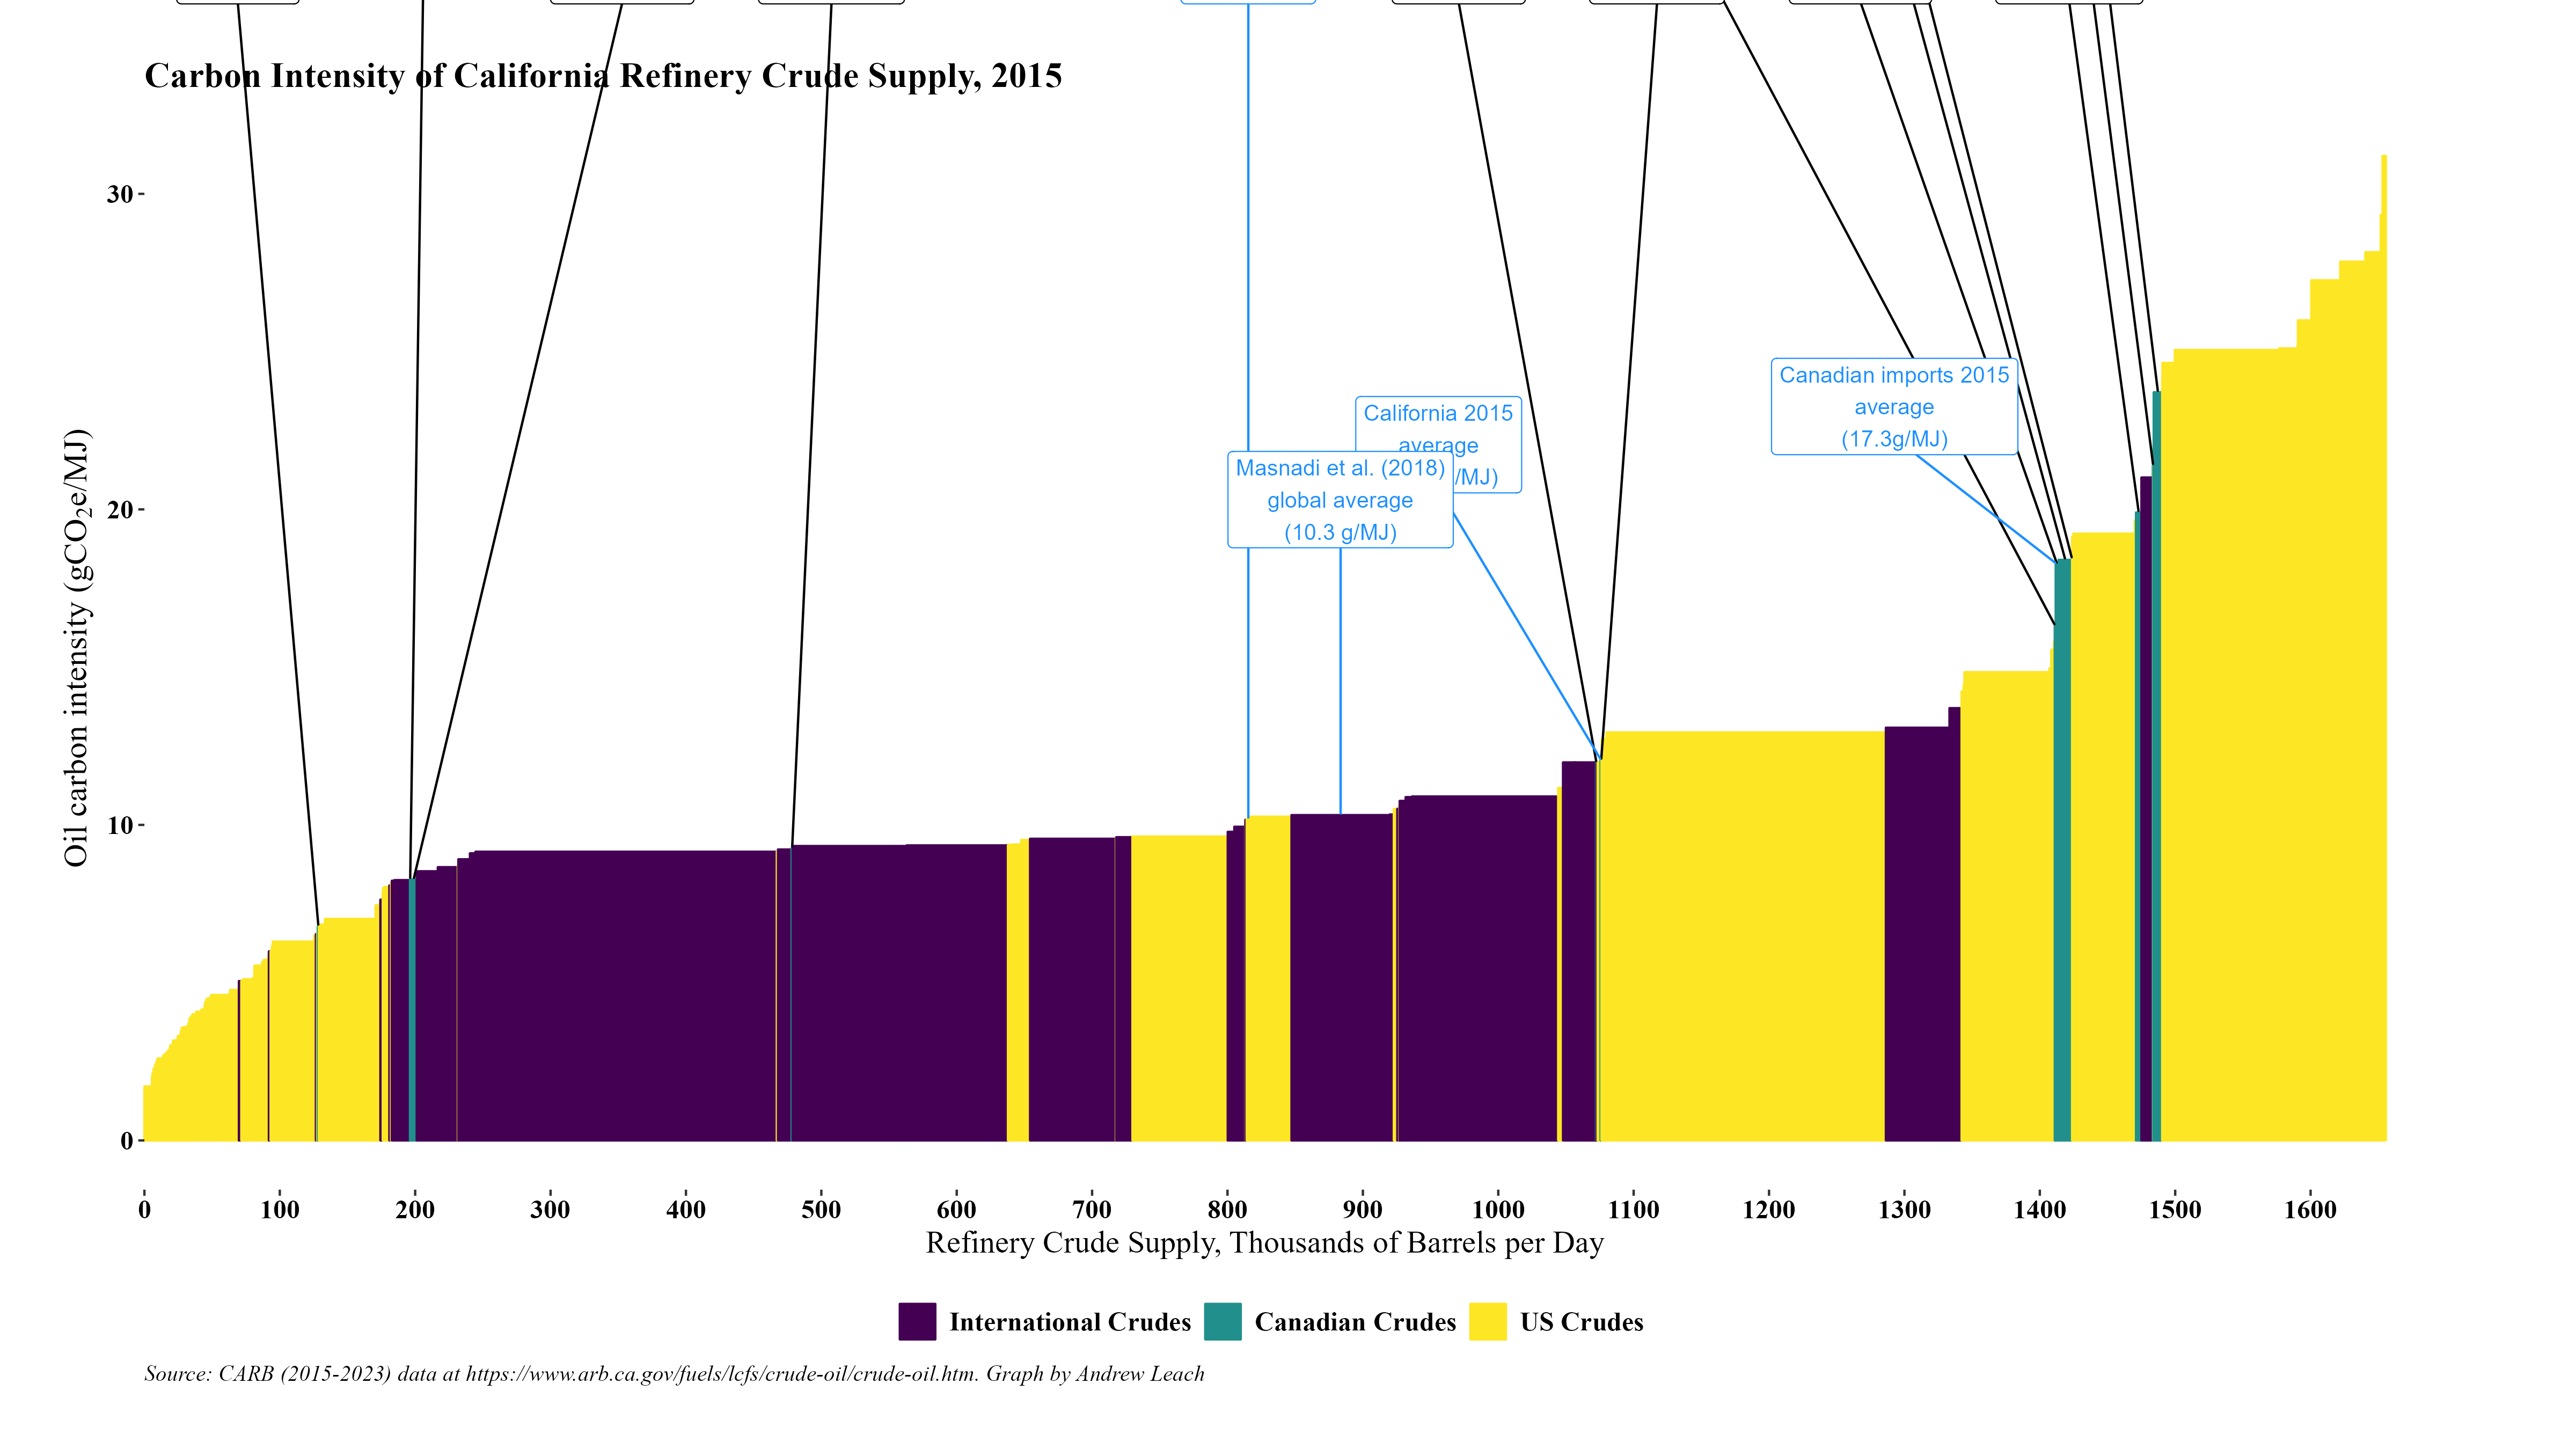 Carbon Intensity of California Refinery Crude Supply, 2015
Oil carbon intensity (gCO₂e/MJ)
30
20
10
0
Canadian imports 2015
average
(17.3g/MJ)
California 2015
average
/MJ)
Masnadi et al. (2018)
global average
(10.3 g/MJ)
0 100 200 300 400 500 600 700 800 900 1000 1100 1200 1300 1400 1500 1600
Refinery Crude Supply, Thousands of Barrels per Day
International Crudes Canadian Crudes US Crudes
Source: CARB (2015-2023) data at https://www.arb.ca.gov/fuels/lcfs/crude-oil/crude-oil.htm. Graph by Andrew Leach